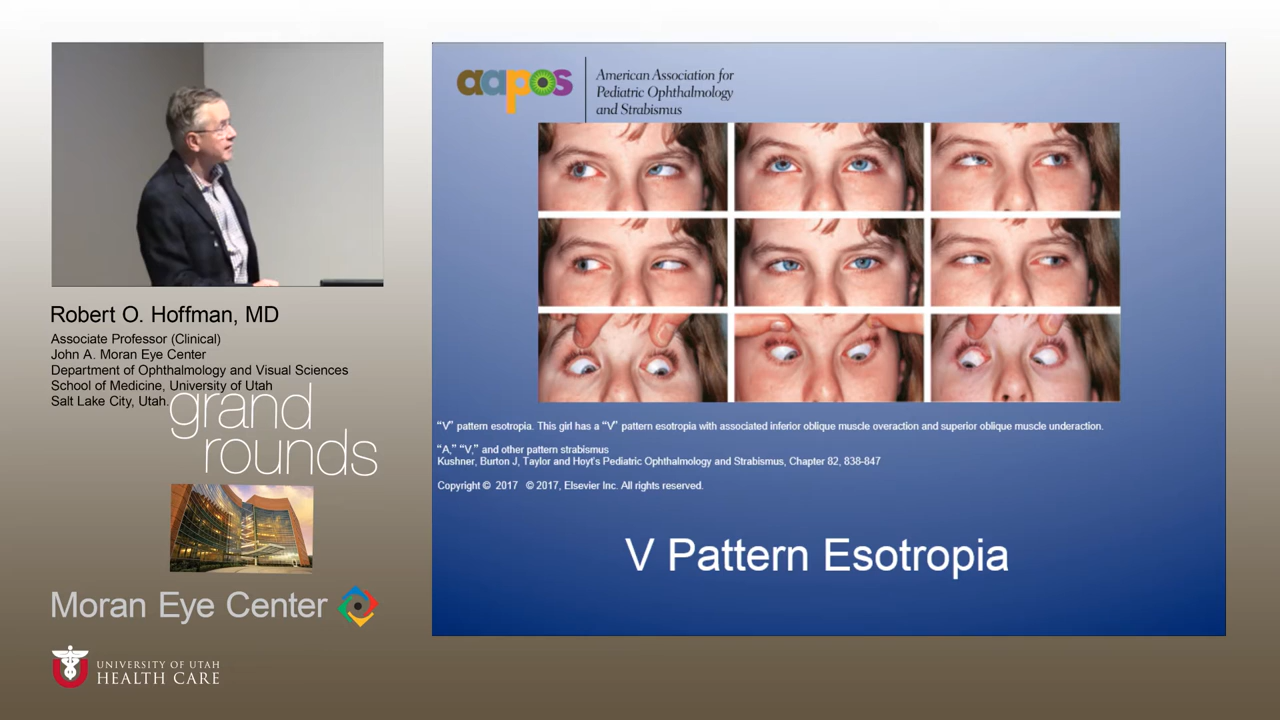 Robert O. Hoffman, MD
Associate Professor (Clinical)
John A. Moran Eye Center
Department of Ophthalmology and Visual Sciences
School of Medicine, University of Utah
Salt Lake City, Utah.
grand
rounds
Moran Eye Center
UNIVERSITY OF UTAH
HEALTH CARE
aapos
American Association for
Pediatric Ophthalmology
and Strabismus
“V” pattern esotropia. This girl has a “V” pattern esotropia with associated inferior oblique muscle overaction and superior oblique muscle underaction.
“A,” “V,” and other pattern strabismus
Kushner, Burton J, Taylor and Hoyt's Pediatric Ophthalmology and Strabismus, Chapter 82, 838-847
Copyright © 2017 © 2017, Elsevier Inc. All rights reserved.
V Pattern Esotropia